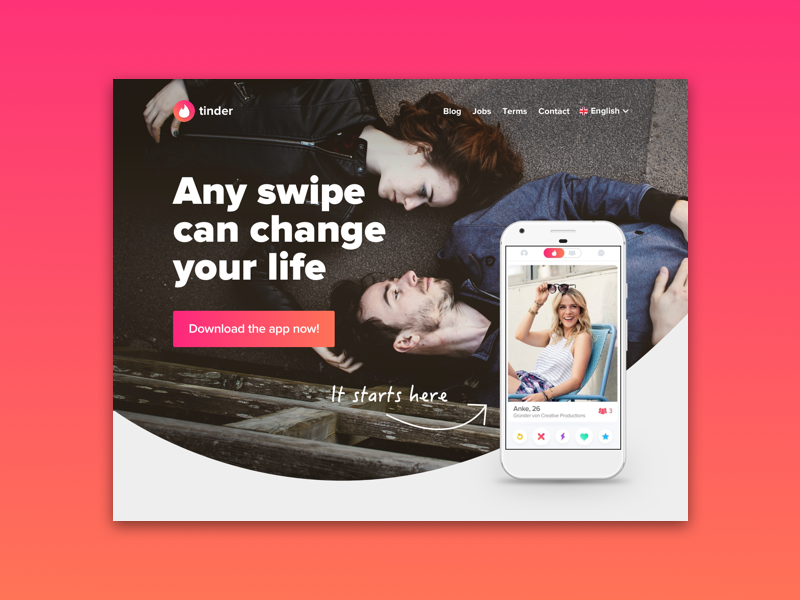 tinder
Blog Jobs Terms Contact English
Any swipe
can change
your life
Download the app now!
It starts here
Anke, 26
3
Gründer von Creative Productions